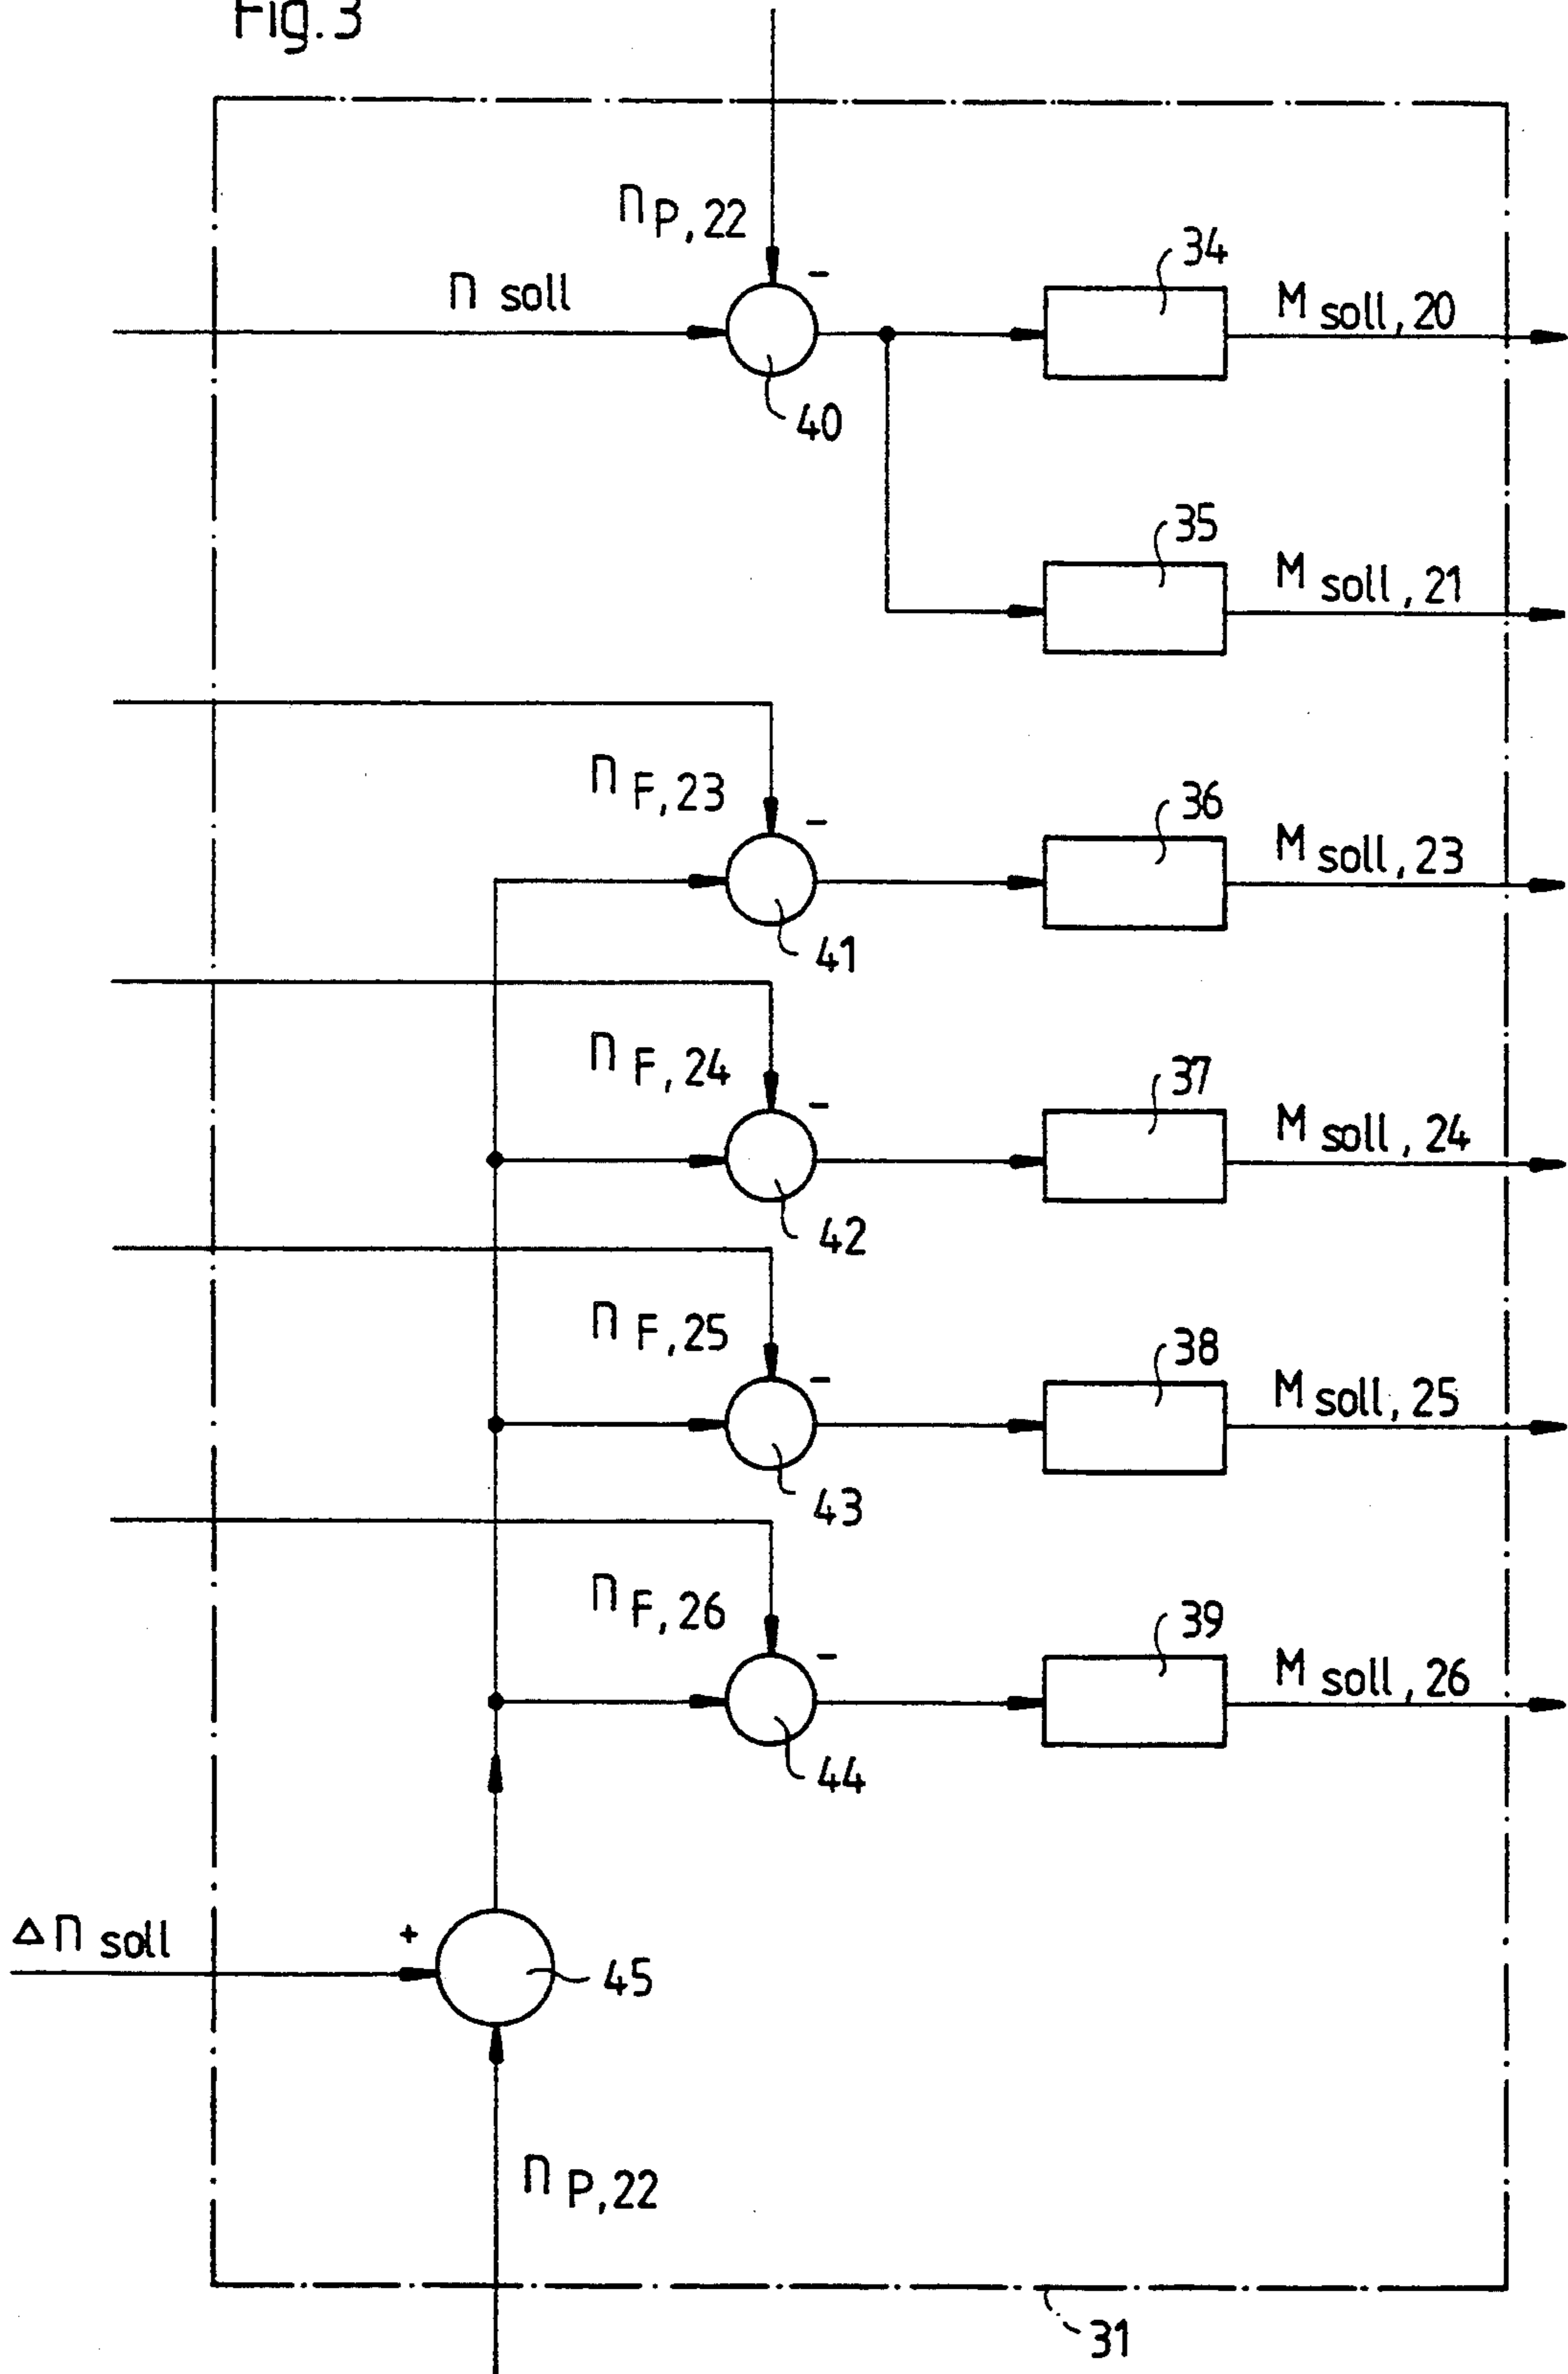 Fig. 3
n P, 22
-
n soll
34
M soll, 20
40
35
M soll, 21
n F, 23
-
36
M soll, 23
41
n F, 24
-
37
M soll, 24
42
n F, 25
-
38
M soll, 25
43
n F, 26
-
39
M soll, 26
44
Δ n soll
+
45
n P, 22
31